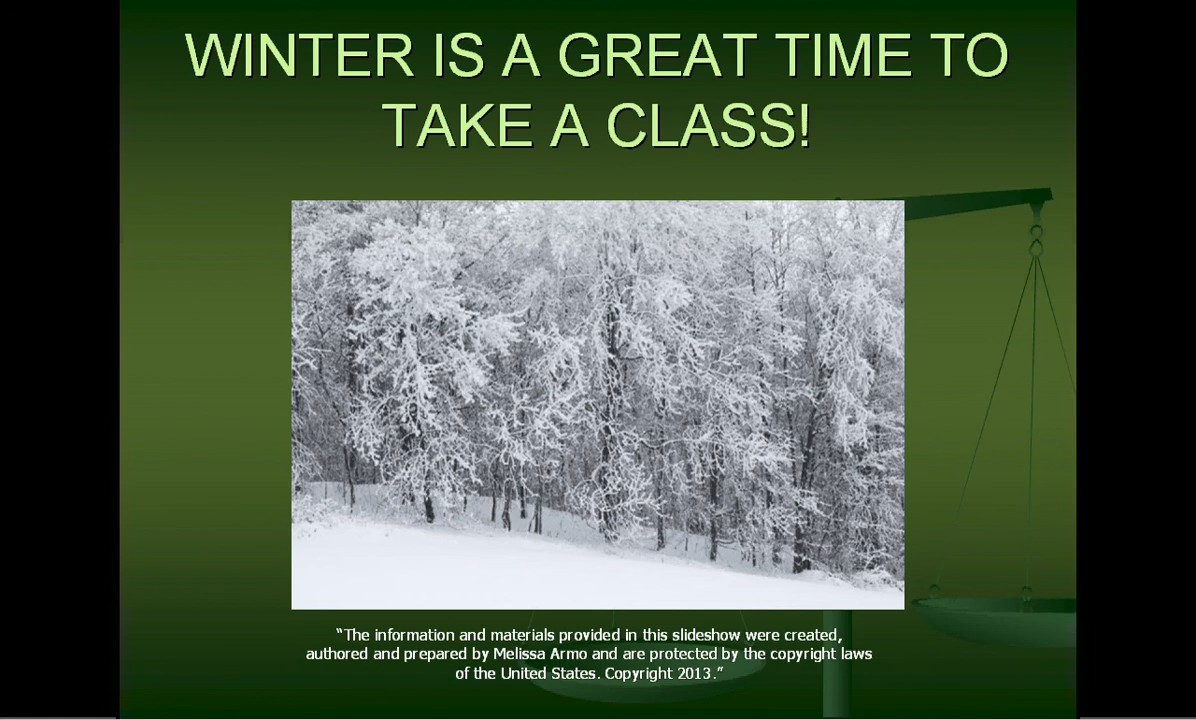 WINTER IS A GREAT TIME TO
TAKE A CLASS!
“The information and materials provided in this slideshow were created,
authored and prepared by Melissa Armo and are protected by the copyright laws
of the United States. Copyright 2013.”